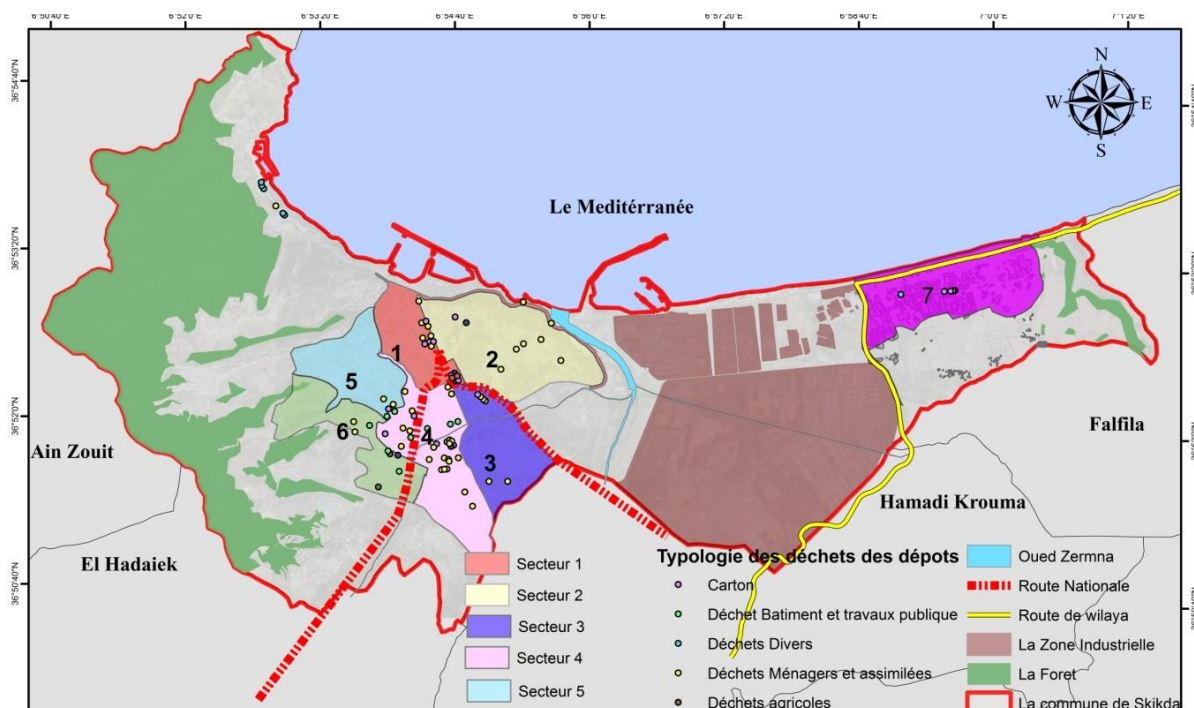 6°50'40"E 6°52'0"E 6°53'20"E 6°54'40"E 6°56'0"E 6°57'20"E 6°58'40"E 7°0'0"E 7°1'20"E
36°54'40"N
N
W E
S
Le Meditérranée
36°53'20"N
7
1
2
5
36°52'0"N
6
4
3
Ain Zouit
Falfila
Hamadi Krouma
El Hadaiek
36°50'40"N
Secteur 1
Secteur 2
Secteur 3
Secteur 4
Secteur 5
Typologie des déchets des dépots
Carton
Déchet Batiment et travaux publique
Déchets Divers
Déchets Ménagers et assimilées
Déchets agricoles
Oued Zermna
Route Nationale
Route de wilaya
La Zone Industrielle
La Foret
La commune de Skikda